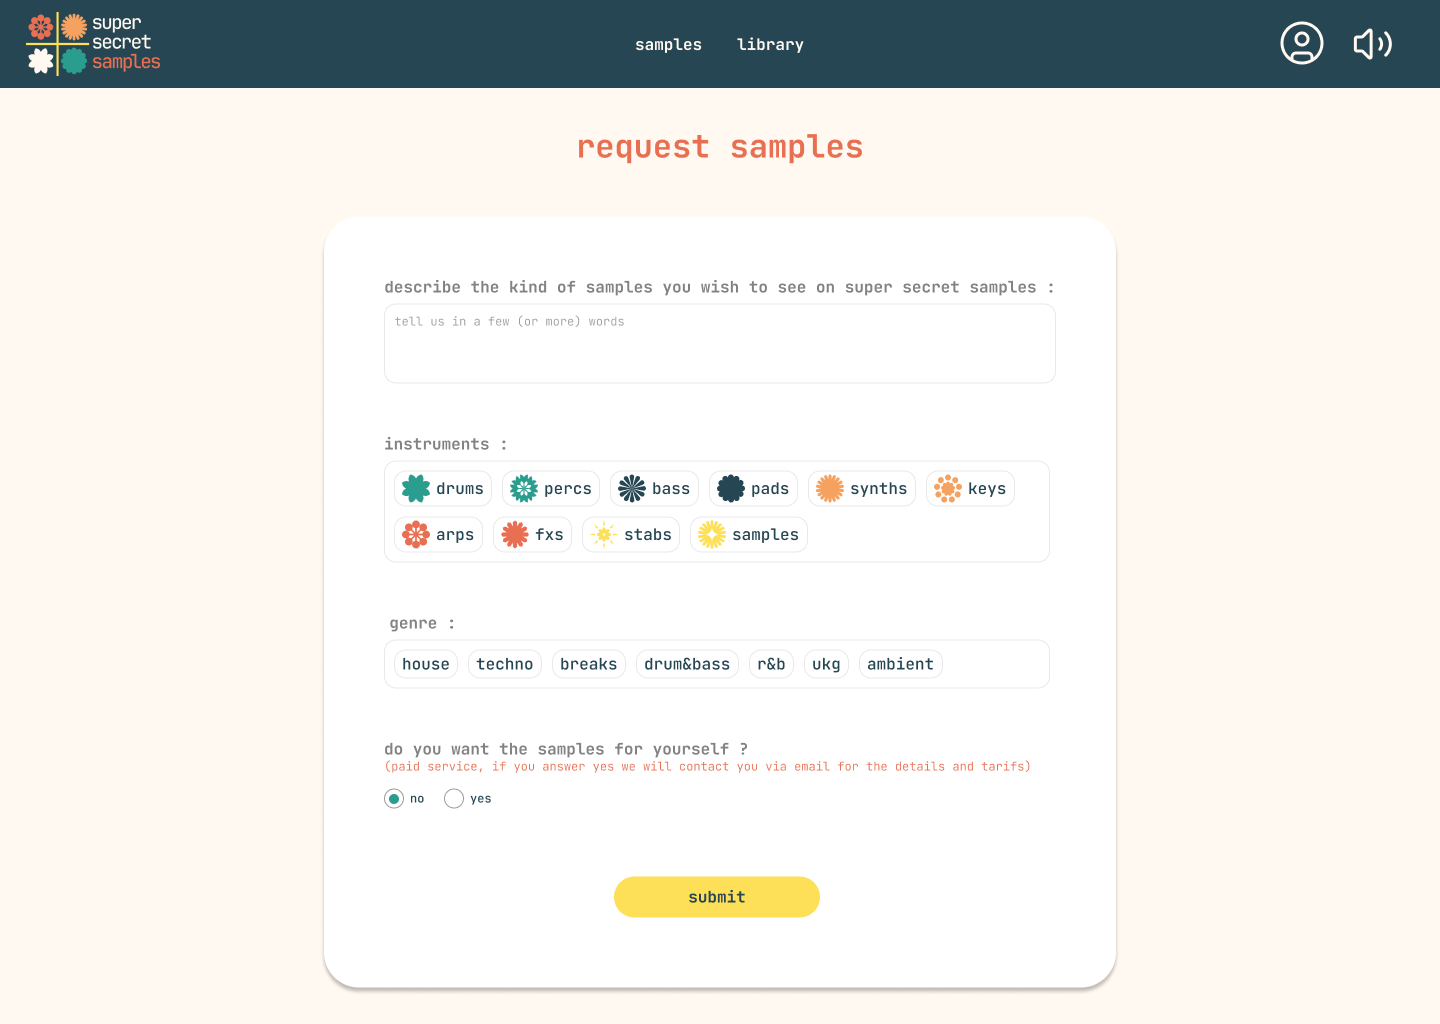 super
secret
samples
samples library
request samples
describe the kind of samples you wish to see on super secret samples :
tell us in a few (or more) words
instruments :
drums percs bass pads synths keys
arps fxs stabs samples
genre :
house techno breaks drum&bass r&b ukg ambient
do you want the samples for yourself ?
(paid service, if you answer yes we will contact you via email for the details and tarifs)
no yes
submit